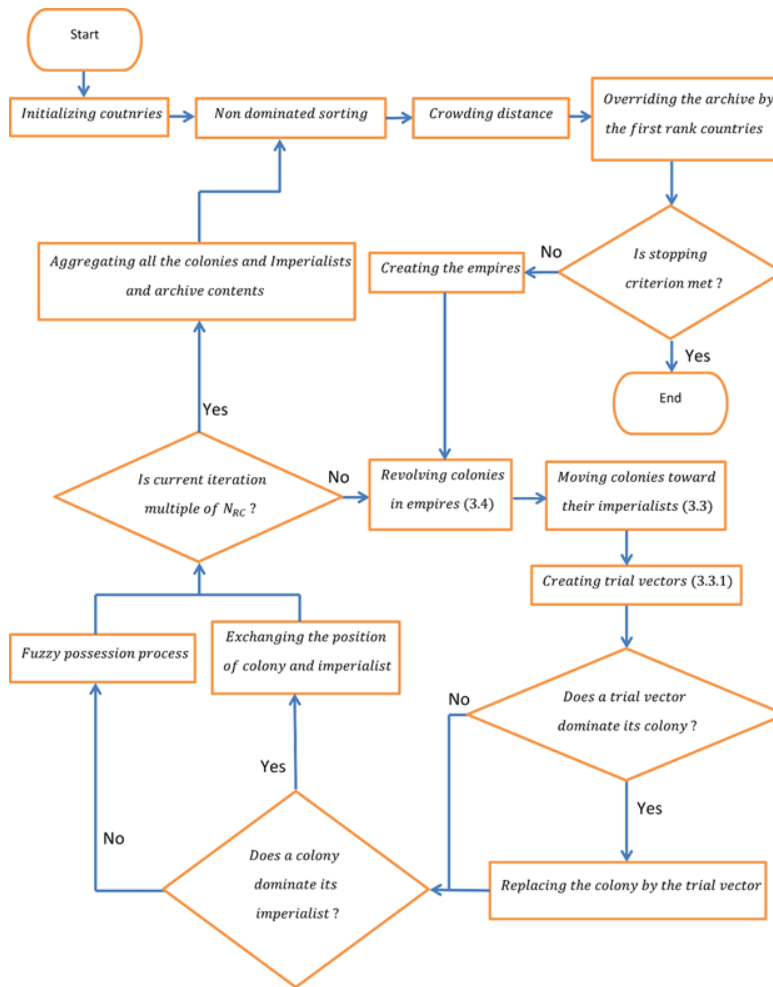 Start
Initializing coutnries
Non dominated sorting
Crowding distance
Overriding the archive by
the first rank countries
Is stopping
criterion met ?
No
Yes
End
Creating the empires
Aggregating all the colonies and Imperialists
and archive contents
Yes
Is current iteration
multiple of N_RC ?
No
Revolving colonies
in empires (3.4)
Moving colonies toward
their imperialists (3.3)
Creating trial vectors (3.3.1)
Does a trial vector
dominate its colony ?
No
Yes
Replacing the colony by the trial vector
Fuzzy possession process
Exchanging the position
of colony and imperialist
Yes
No
Does a colony
dominate its
imperialist ?